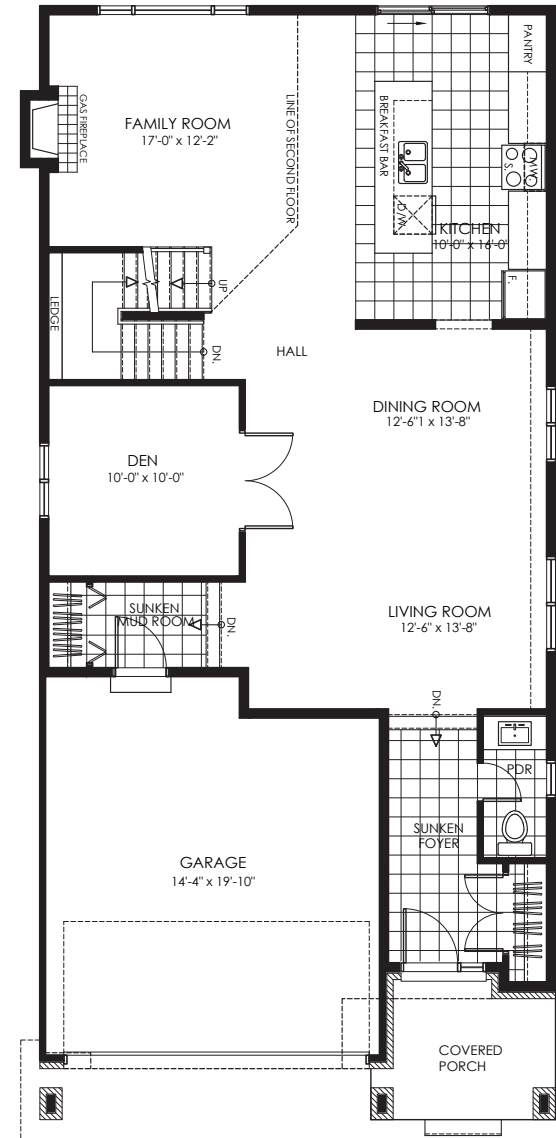 PANTRY
GAS FIREPLACE
FAMILY ROOM
17'-0" x 12'-2"
LINE OF SECOND FLOOR
BREAKFAST BAR
M.W.
S.
D/W
KITCHEN
10'-0" x 16'-0"
F.
UP
LEDGE
DN.
HALL
DINING ROOM
12'-6"1 x 13'-8"
DEN
10'-0" x 10'-0"
SUNKEN
MUD ROOM
DN.
LIVING ROOM
12'-6" x 13'-8"
DN.
PDR
SUNKEN
FOYER
GARAGE
14'-4" x 19'-10"
COVERED
PORCH